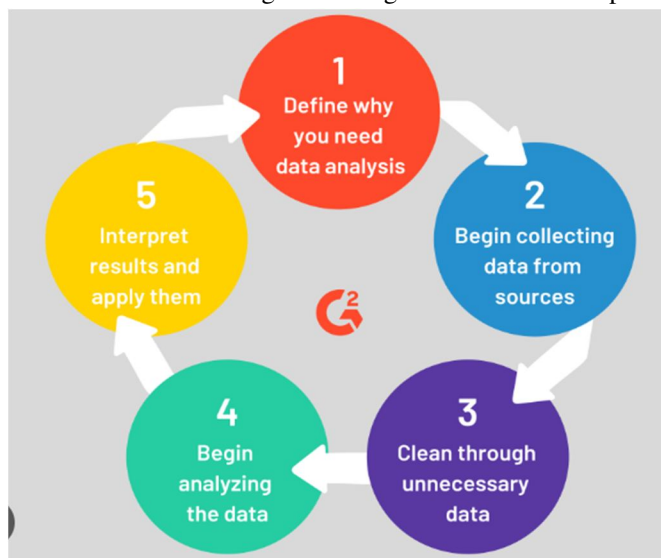 1
Define why
you need
data analysis
2
Begin collecting
data from
sources
3
Clean through
unnecessary
data
4
Begin
analyzing
the data
5
Interpret
results and
apply them
G2